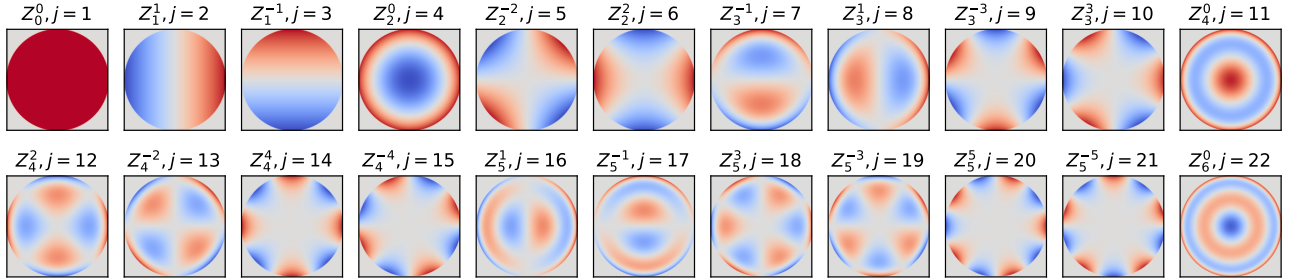 Z_0^0, j = 1
Z_1^1, j = 2
Z_1^{-1}, j = 3
Z_2^0, j = 4
Z_2^{-2}, j = 5
Z_2^2, j = 6
Z_3^{-1}, j = 7
Z_3^1, j = 8
Z_3^{-3}, j = 9
Z_3^3, j = 10
Z_4^0, j = 11
Z_4^2, j = 12
Z_4^{-2}, j = 13
Z_4^4, j = 14
Z_4^{-4}, j = 15
Z_5^1, j = 16
Z_5^{-1}, j = 17
Z_5^3, j = 18
Z_5^{-3}, j = 19
Z_5^5, j = 20
Z_5^{-5}, j = 21
Z_6^0, j = 22